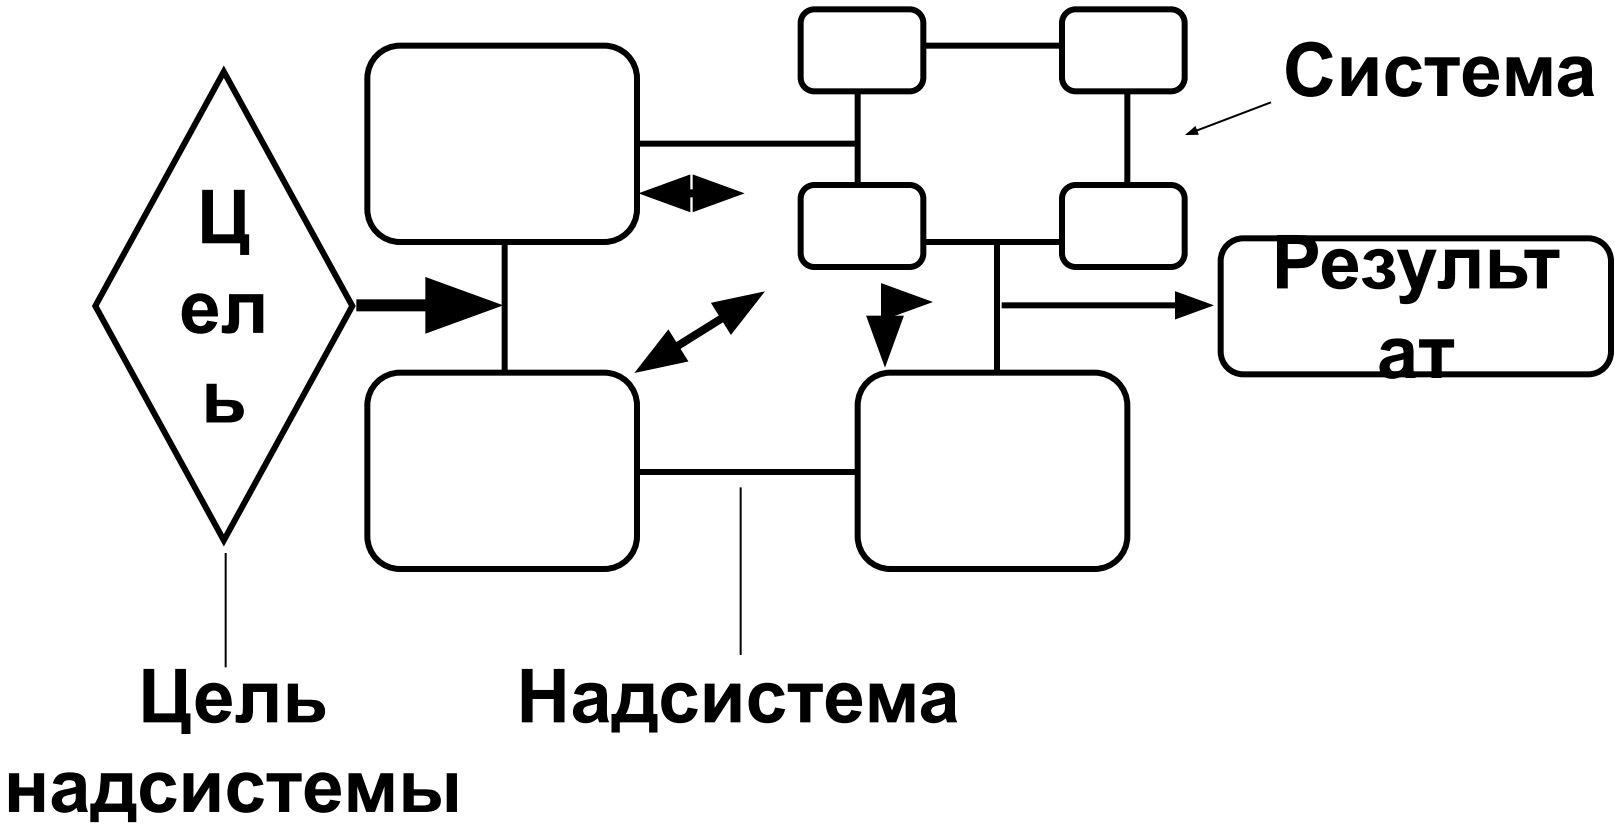 Система
Ц
ел
ь
Результ
ат
Цель
надсистемы
Надсистема